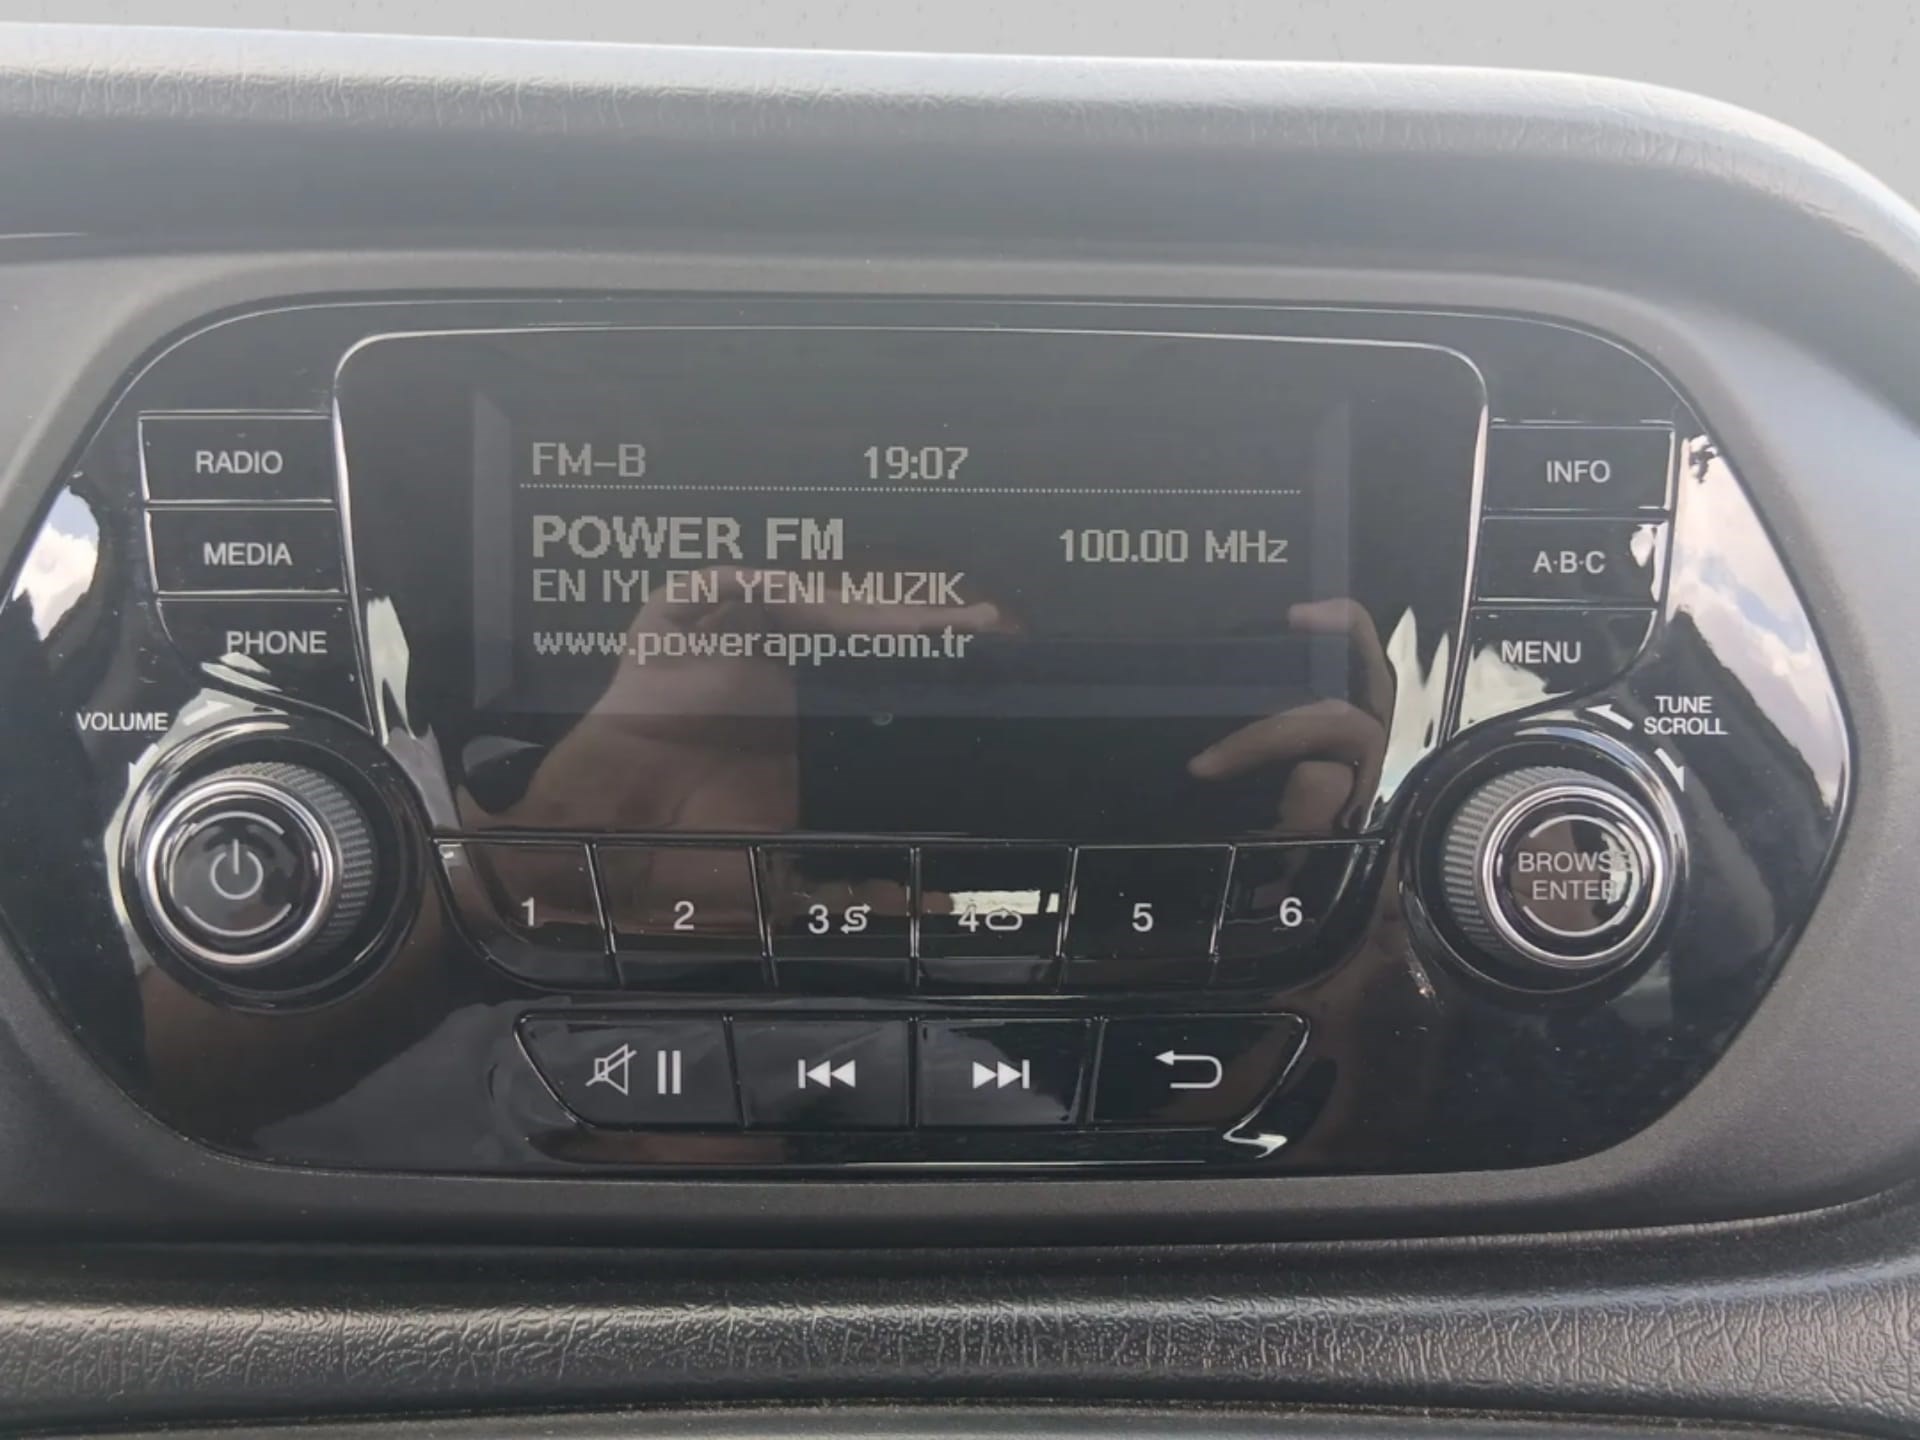 FM-B 19:07
POWER FM 100.00 MHz
EN IYI EN YENI MUZIK
www.powerapp.com.tr
RADIO
MEDIA
PHONE
VOLUME
INFO
A·B·C
MENU
TUNE
SCROLL
BROWSE
ENTER
1 2 3 4 5 6